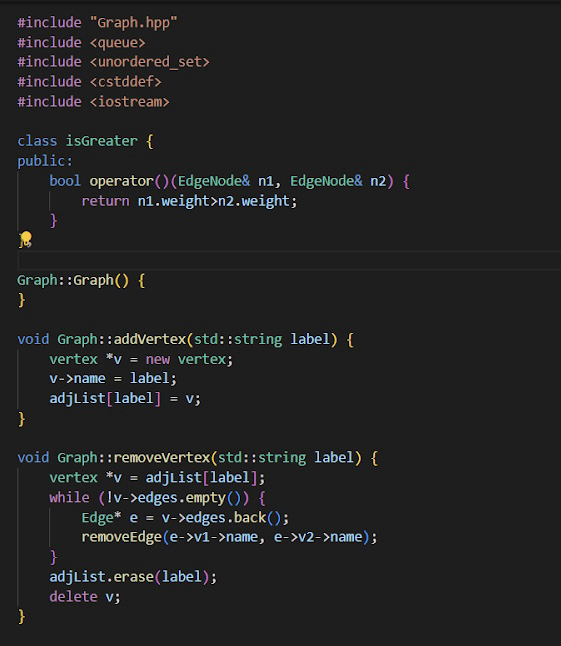 #include "Graph.hpp"
#include <queue>
#include <unordered_set>
#include <cstddef>
#include <iostream>
class isGreater {
public:
bool operator()(EdgeNode& n1, EdgeNode& n2) {
return n1.weight>n2.weight;
}
}
Graph::Graph() {
}
void Graph::addVertex(std::string label) {
vertex *v = new vertex;
v->name = label;
adjList[label] = v;
}
void Graph::removeVertex(std::string label) {
vertex *v = adjList[label];
while (!v->edges.empty()) {
Edge* e = v->edges.back();
removeEdge(e->v1->name, e->v2->name);
}
adjList.erase(label);
delete v;
}